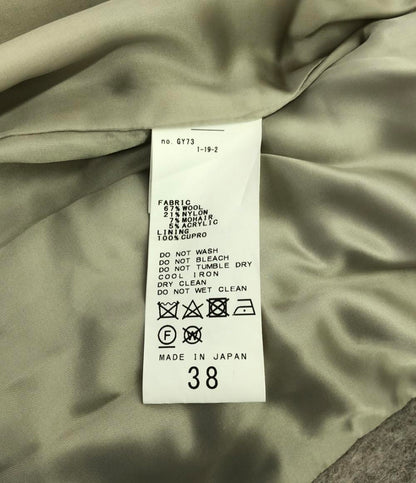 no. GY73
1-19-2
FABRIC
67% WOOL
21% NYLON
7% MOHAIR
5% ACRYLIC
LINING
100% CUPRO
DO NOT WASH
DO NOT BLEACH
DO NOT TUMBLE DRY
COOL IRON
DRY CLEAN
DO NOT WET CLEAN
F
W
MADE IN JAPAN
38